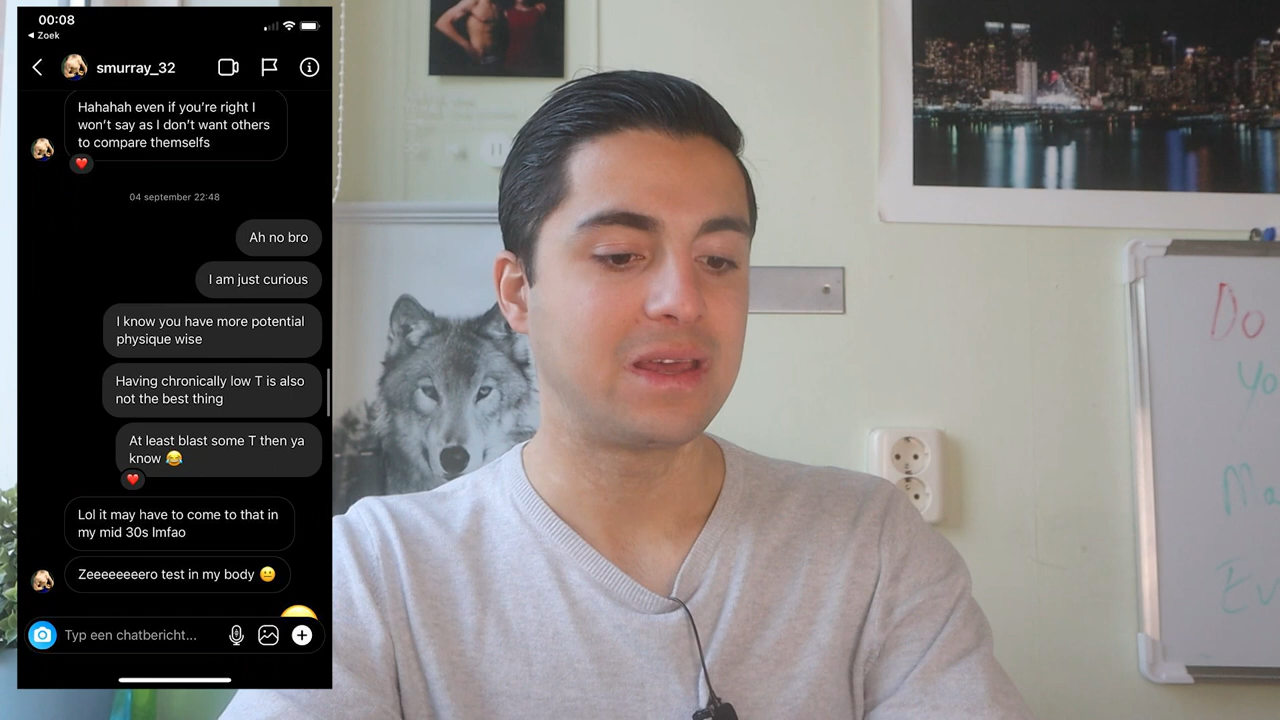 00:08
◀ Zoek
smurray_32
Hahahah even if you're right I
won't say as I don't want others
to compare themselfs
04 september 22:48
Ah no bro
I am just curious
I know you have more potential
physique wise
Having chronically low T is also
not the best thing
At least blast some T then ya
know 😂
Lol it may have to come to that in
my mid 30s lmfao
Zeeeeeeeero test in my body 😐
Typ een chatbericht...
Do
Yo
Ma
Ev